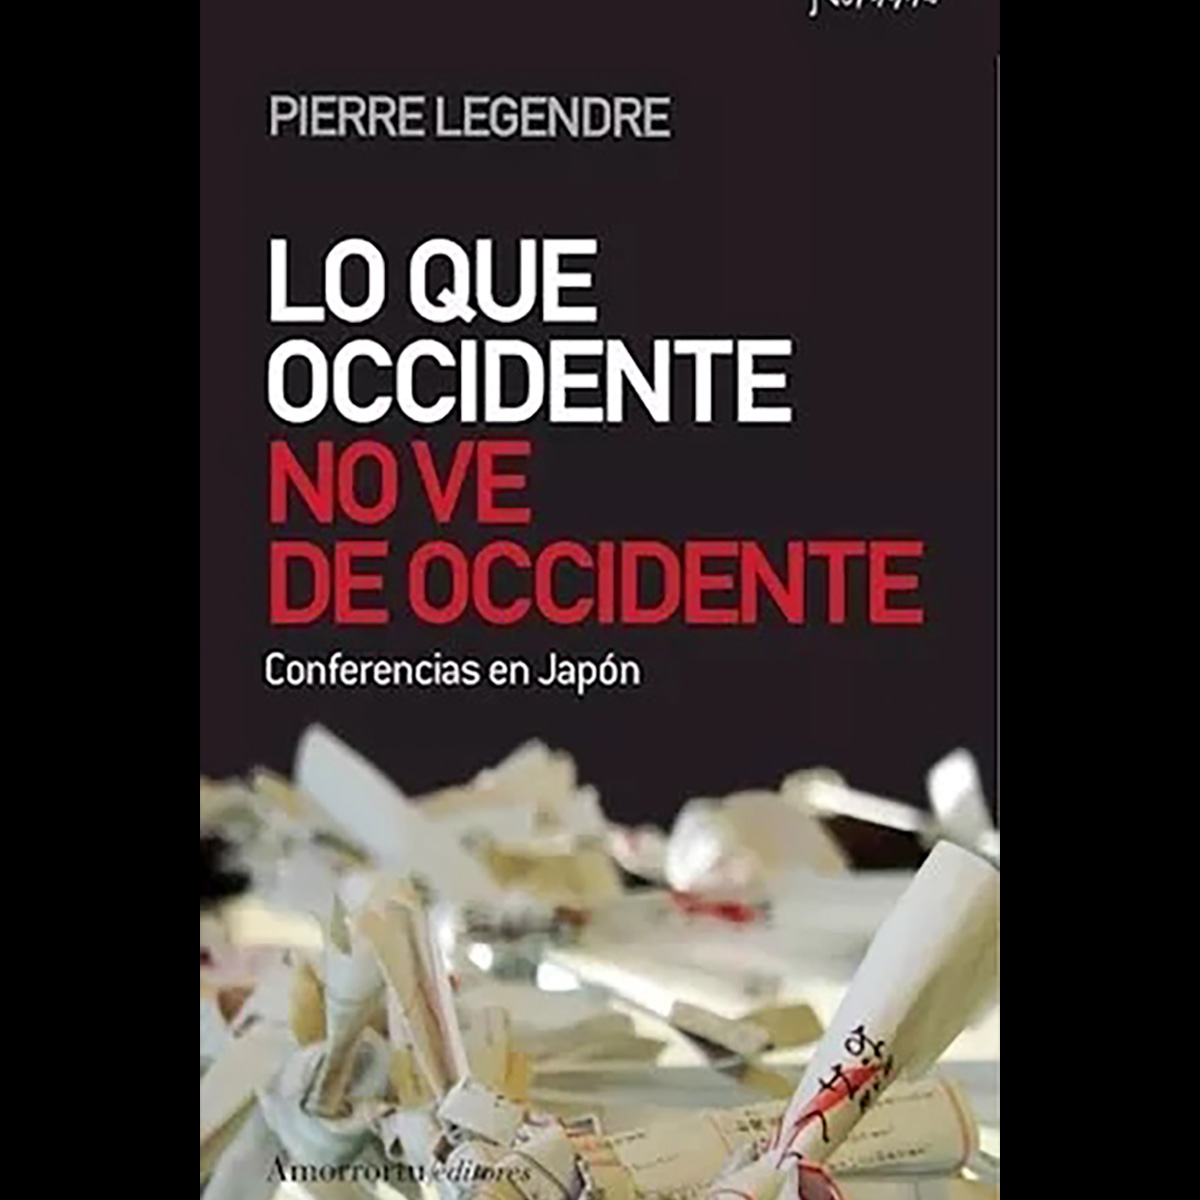 PIERRE LEGENDRE
LO QUE
OCCIDENTE
NO VE
DE OCCIDENTE
Conferencias en Japón
Amorrortu/editores